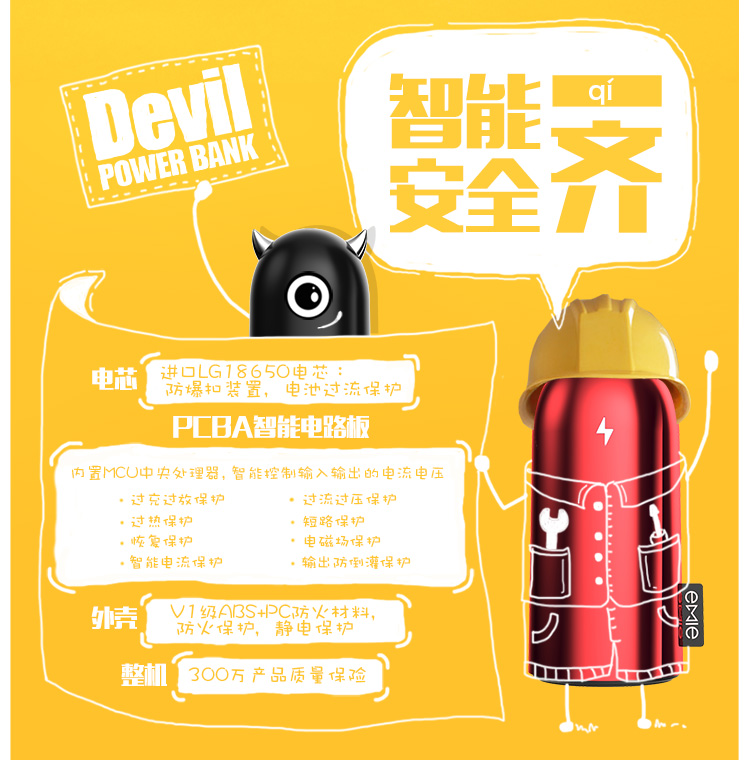 Devil
POWER BANK
智能
安全
qí
齐
电芯
进口LG18650电芯：
防爆扣装置，电池过流保护
PCBA智能电路板
内置MCU中央处理器，智能控制输入输出的电流电压
· 过充过放保护
· 过流过压保护
· 过热保护
· 短路保护
· 恢复保护
· 电磁场保护
· 智能电流保护
· 输出防倒灌保护
外壳
V1级ABS+PC防火材料，
防火保护，静电保护
整机
300万产品质量保险
eMIe